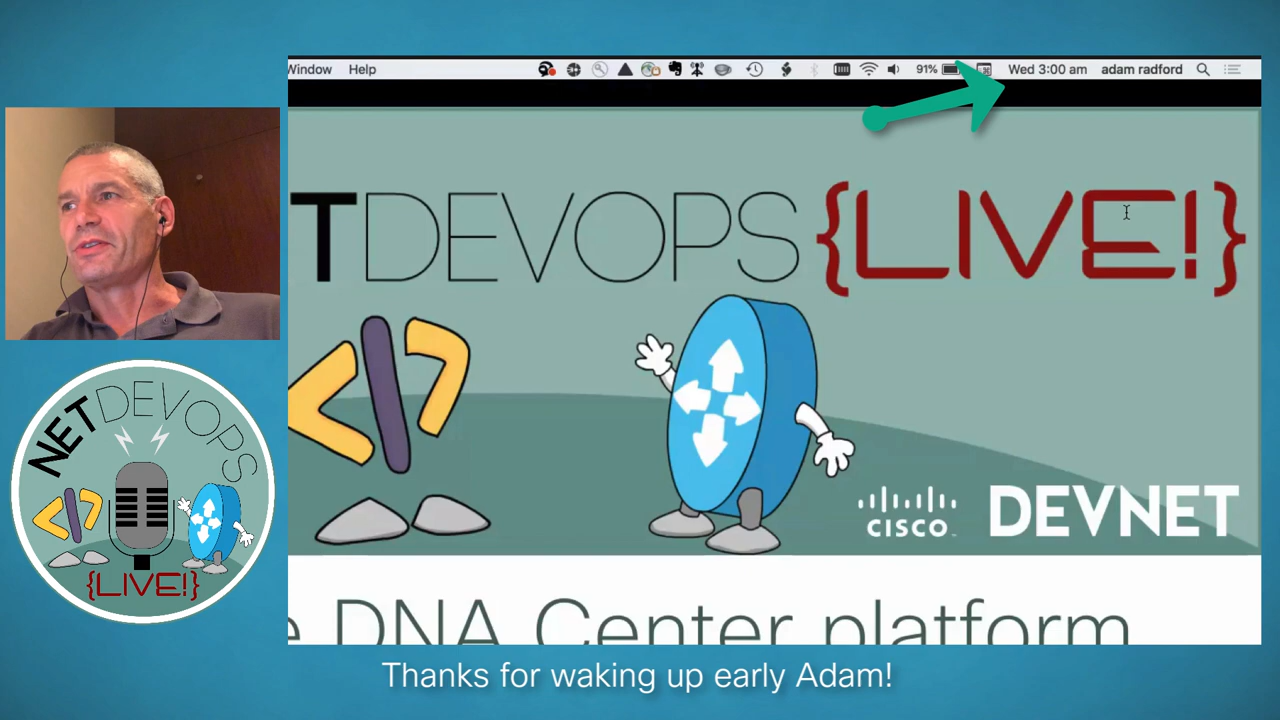 Window Help 91% Wed 3:00 am adam radford
TDEVOPS {LIVE!}
CISCO DEVNET
NETDEVOPS
{LIVE!}
DNA Center platform
Thanks for waking up early Adam!